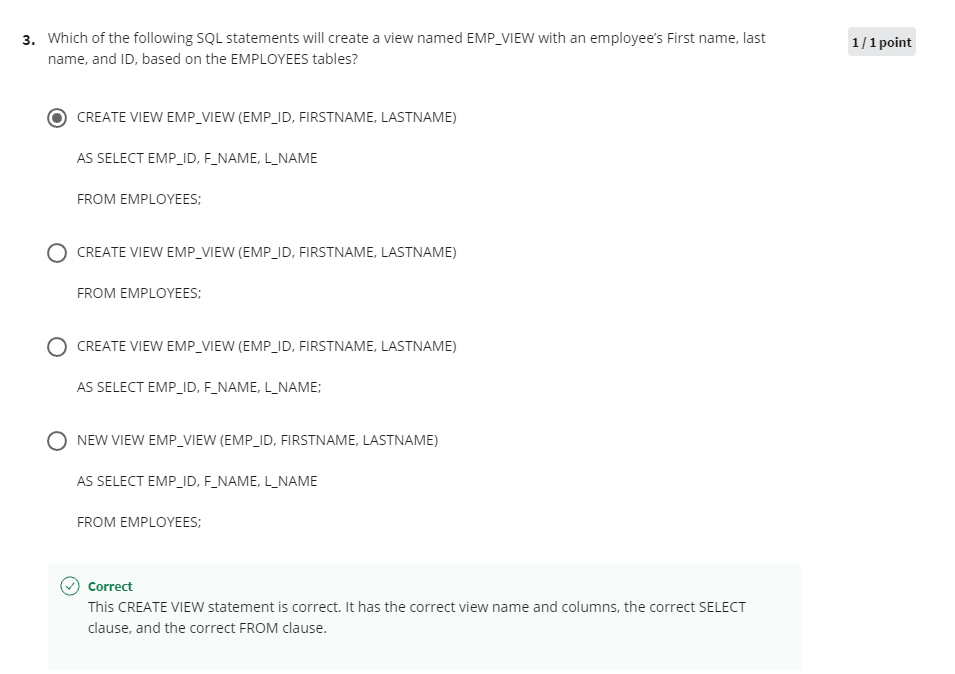 3. Which of the following SQL statements will create a view named EMP_VIEW with an employee’s First name, last
name, and ID, based on the EMPLOYEES tables?
1 / 1 point
CREATE VIEW EMP_VIEW (EMP_ID, FIRSTNAME, LASTNAME)
AS SELECT EMP_ID, F_NAME, L_NAME
FROM EMPLOYEES;
CREATE VIEW EMP_VIEW (EMP_ID, FIRSTNAME, LASTNAME)
FROM EMPLOYEES;
CREATE VIEW EMP_VIEW (EMP_ID, FIRSTNAME, LASTNAME)
AS SELECT EMP_ID, F_NAME, L_NAME;
NEW VIEW EMP_VIEW (EMP_ID, FIRSTNAME, LASTNAME)
AS SELECT EMP_ID, F_NAME, L_NAME
FROM EMPLOYEES;
Correct
This CREATE VIEW statement is correct. It has the correct view name and columns, the correct SELECT
clause, and the correct FROM clause.